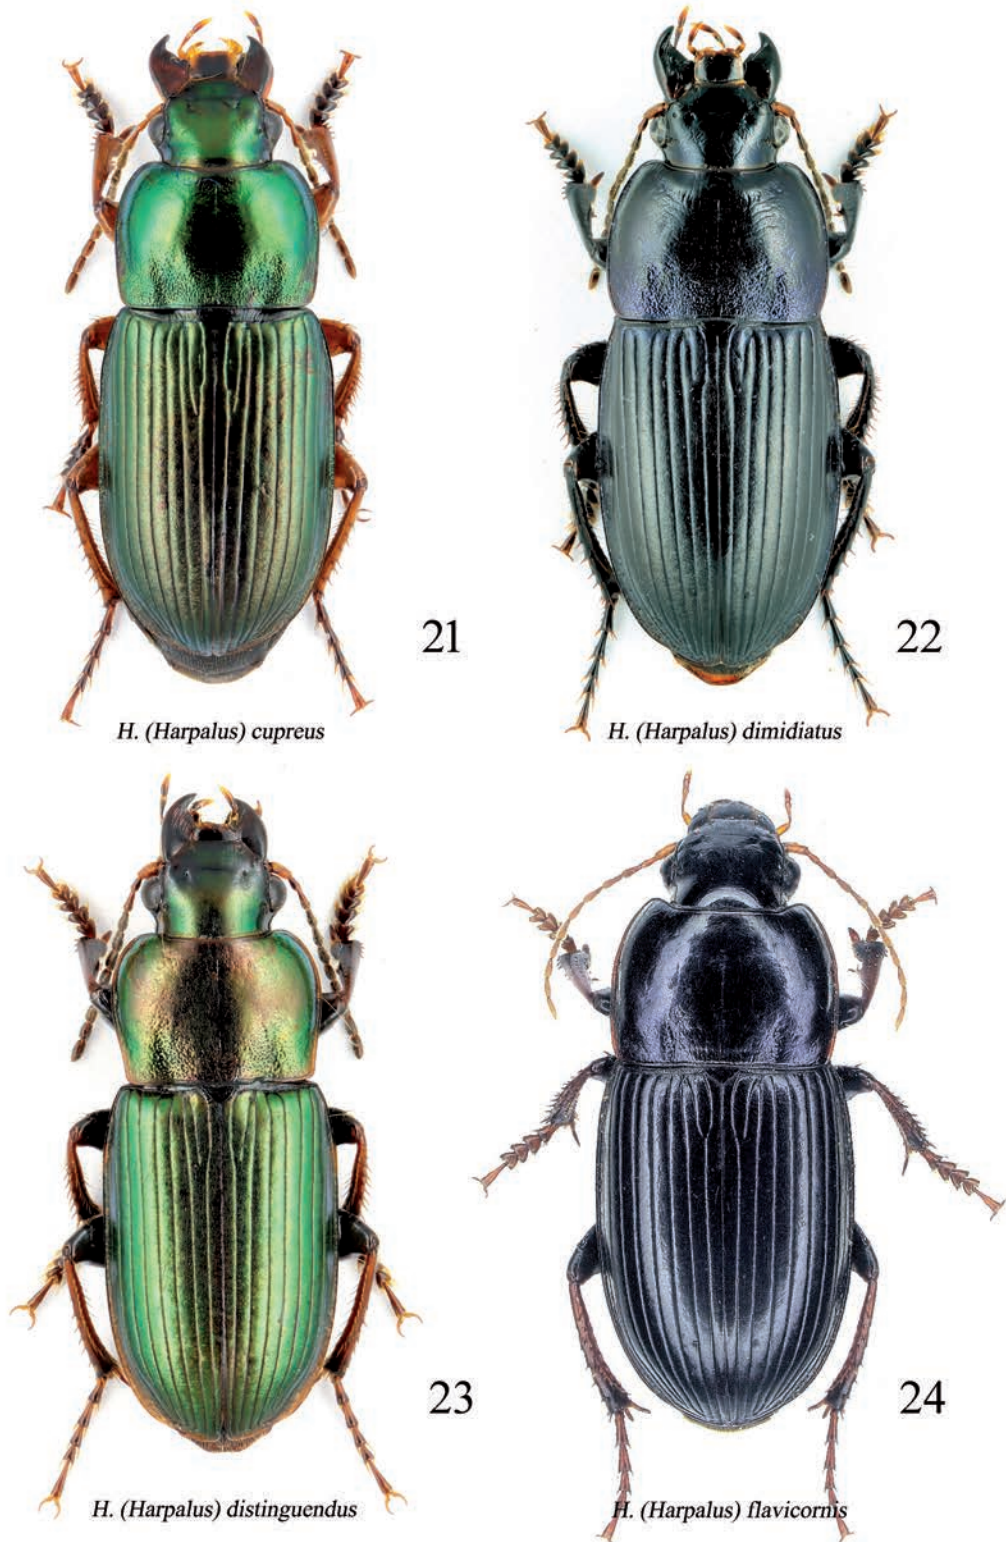 21
22
H. (Harpalus) cupreus
H. (Harpalus) dimidiatus
23
24
H. (Harpalus) distinguendus
H. (Harpalus) flavicornis